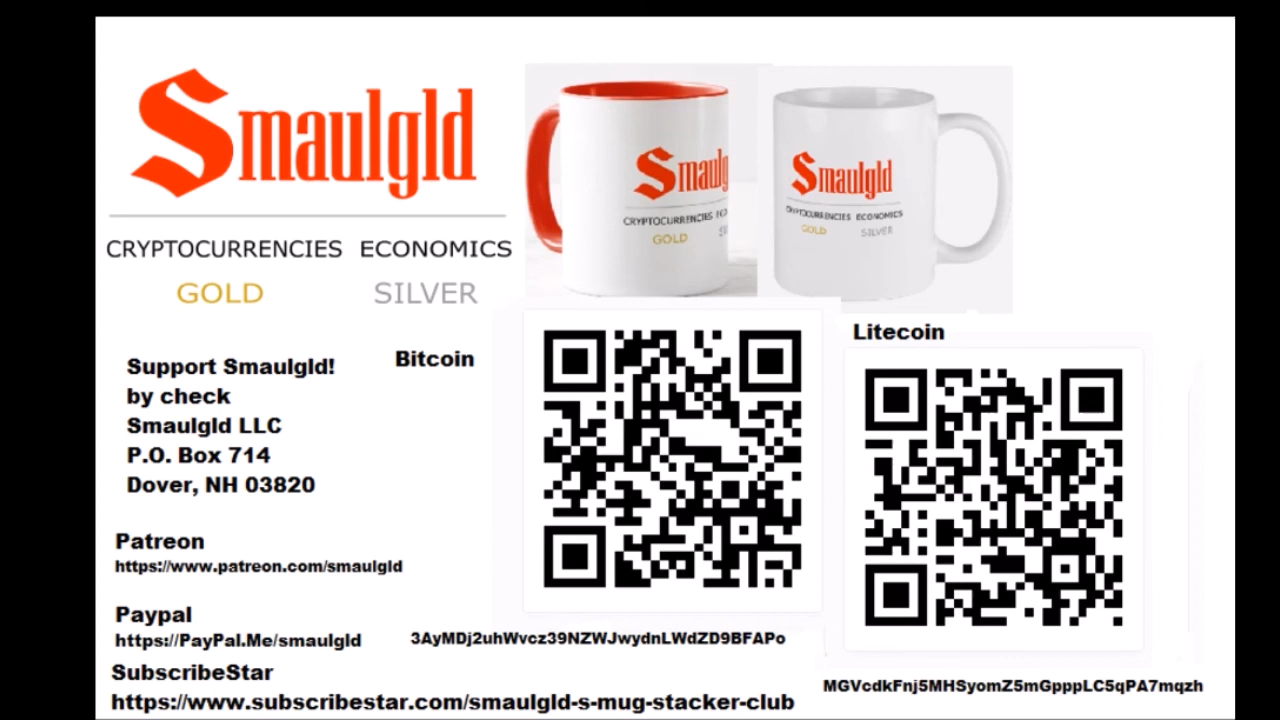 Smaulgld
CRYPTOCURRENCIES ECONOMICS
GOLD SILVER
Smaulg
CRYPTOCURRENCIES
GOLD
Smaulgld
CRYPTOCURRENCIES ECONOMICS
GOLD SILVER
Support Smaulgld!
by check
Smaulgld LLC
P.O. Box 714
Dover, NH 03820
Bitcoin
Litecoin
Patreon
https://www.patreon.com/smaulgld
Paypal
https://PayPal.Me/smaulgld
3AyMDj2uhWvcz39NZWJwydnLWdZD9BFAPo
MGVcdkFnj5MHSyomZ5mGpppLC5qPA7mqzh
SubscribeStar
https://www.subscribestar.com/smaulgld-s-mug-stacker-club